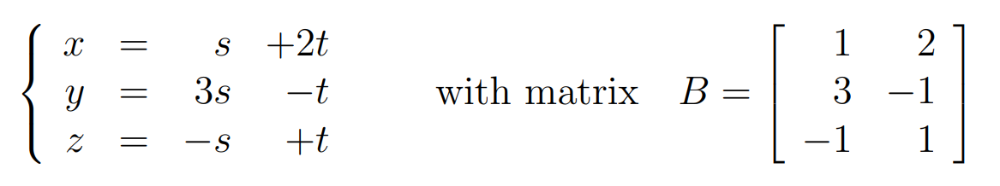 x = s +2t 1 2
y = 3s −t with matrix B = 3 −1
z = −s +t −1 1